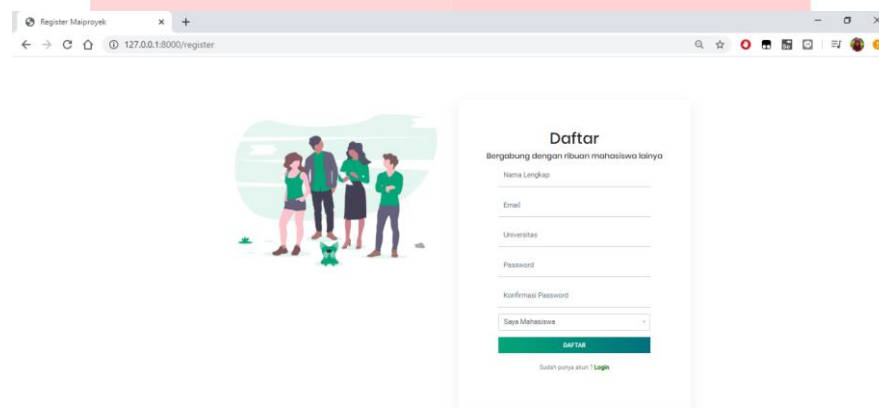 Register Maiproyek
127.0.0.1:8000/register
Daftar
Bergabung dengan ribuan mahasiswa lainya
Nama Lengkap
Email
Universitas
Password
Konfirmasi Password
Saya Mahasiswa
DAFTAR
Sudah punya akun ? Login